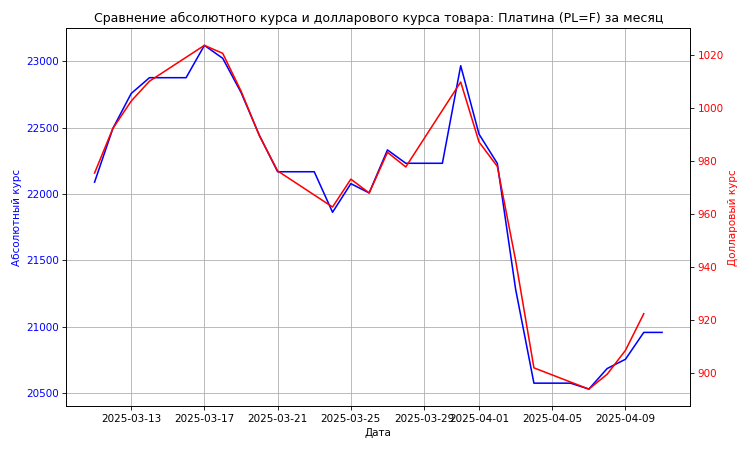 Сравнение абсолютного курса и долларового курса товара: Платина (PL=F) за месяц
Абсолютный курс
23000
22500
22000
21500
21000
20500
1020
1000
980
960
940
920
900
Долларовый курс
2025-03-13 2025-03-17 2025-03-21 2025-03-25 2025-03-29 2025-04-01 2025-04-05 2025-04-09
Дата